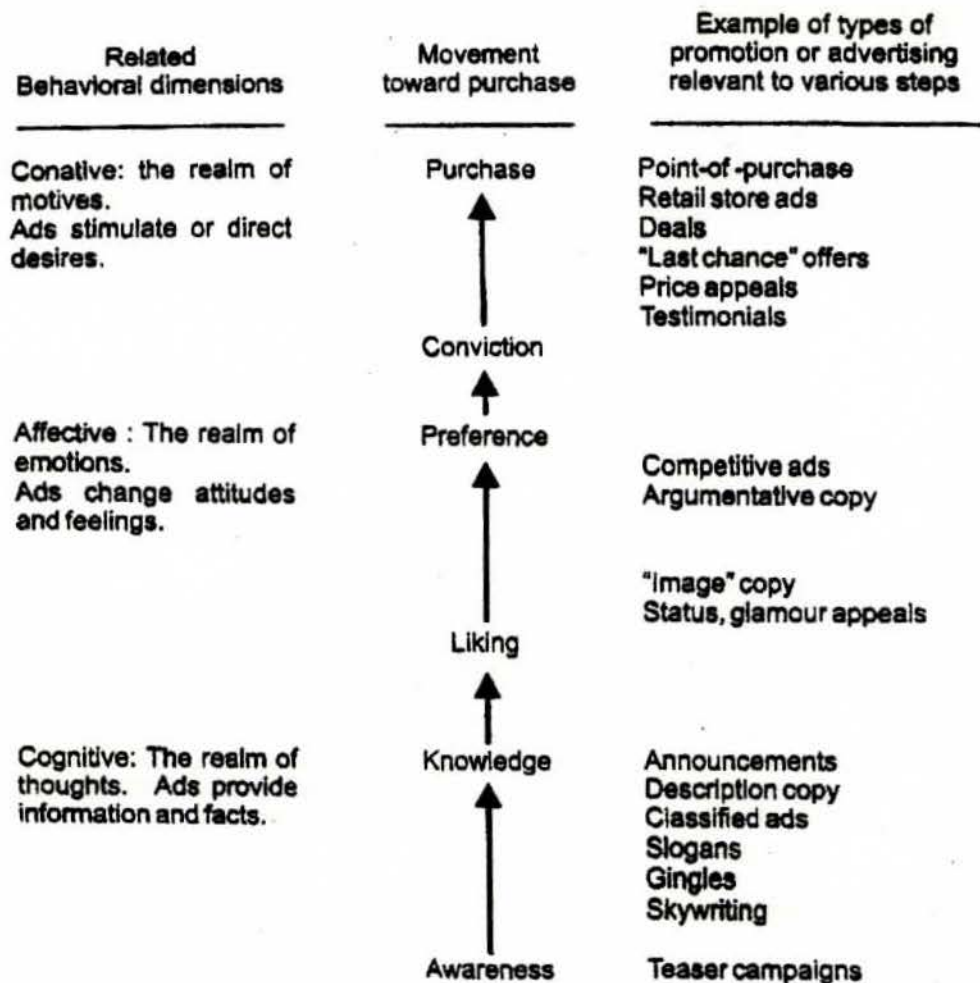 Related
Behavioral dimensions
Movement
toward purchase
Example of types of
promotion or advertising
relevant to various steps
Conative: the realm of
motives.
Ads stimulate or direct
desires.
Purchase
Point-of -purchase
Retail store ads
Deals
"Last chance" offers
Price appeals
Testimonials
Conviction
Affective : The realm of
emotions.
Ads change attitudes
and feelings.
Preference
Competitive ads
Argumentative copy
"Image" copy
Status, glamour appeals
Liking
Cognitive: The realm of
thoughts. Ads provide
information and facts.
Knowledge
Announcements
Description copy
Classified ads
Slogans
Gingles
Skywriting
Awareness
Teaser campaigns